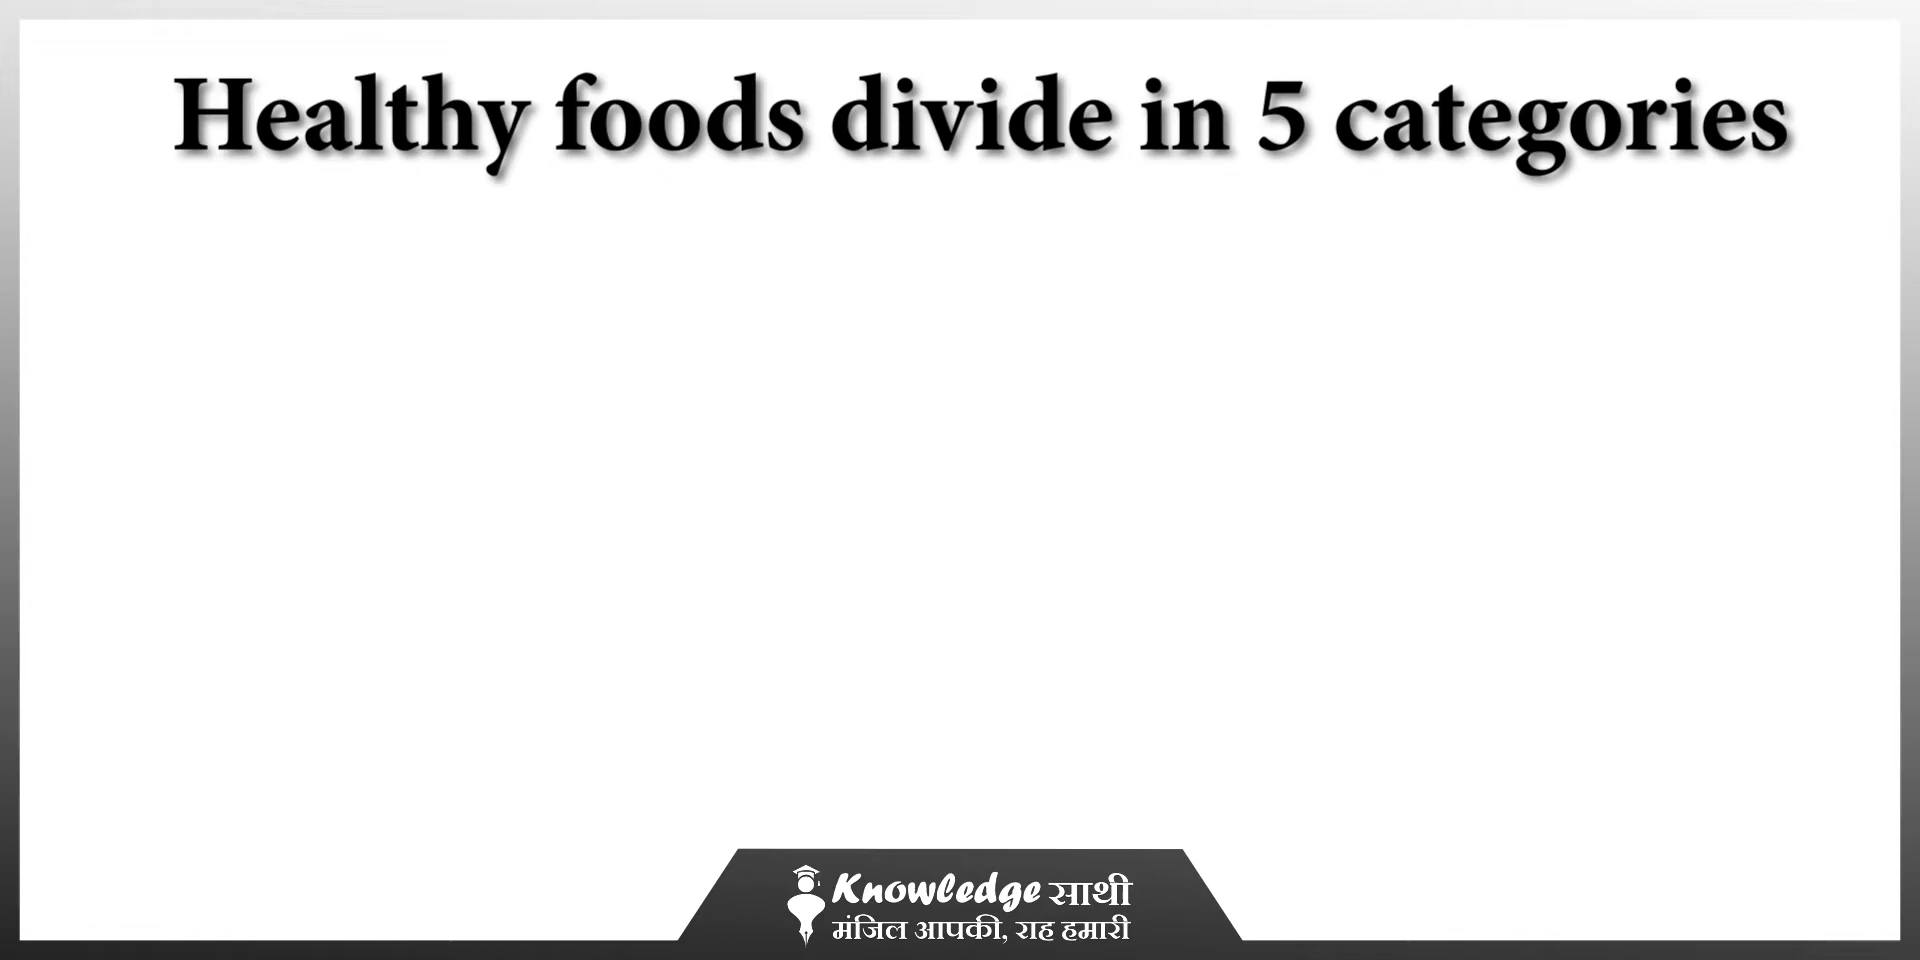 Healthy foods divide in 5 categories
Knowledge साथी
मंजिल आपकी, राह हमारी